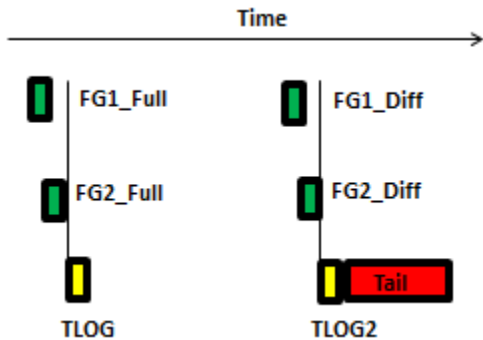 Time
FG1_Full
FG1_Diff
FG2_Full
FG2_Diff
Tail
TLOG
TLOG2